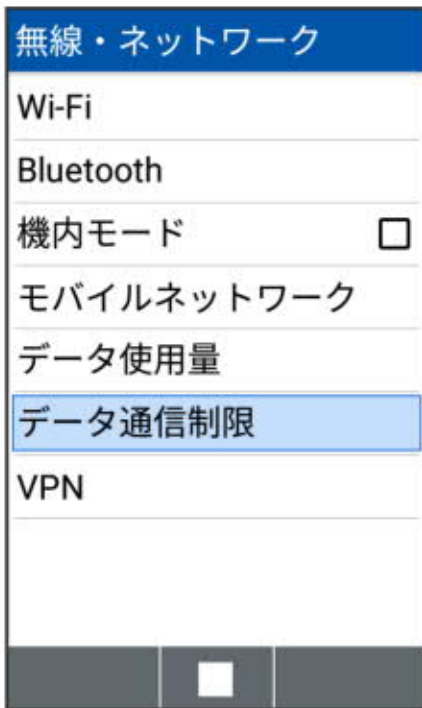 無線・ネットワーク
Wi-Fi
Bluetooth
機内モード
モバイルネットワーク
データ使用量
データ通信制限
VPN